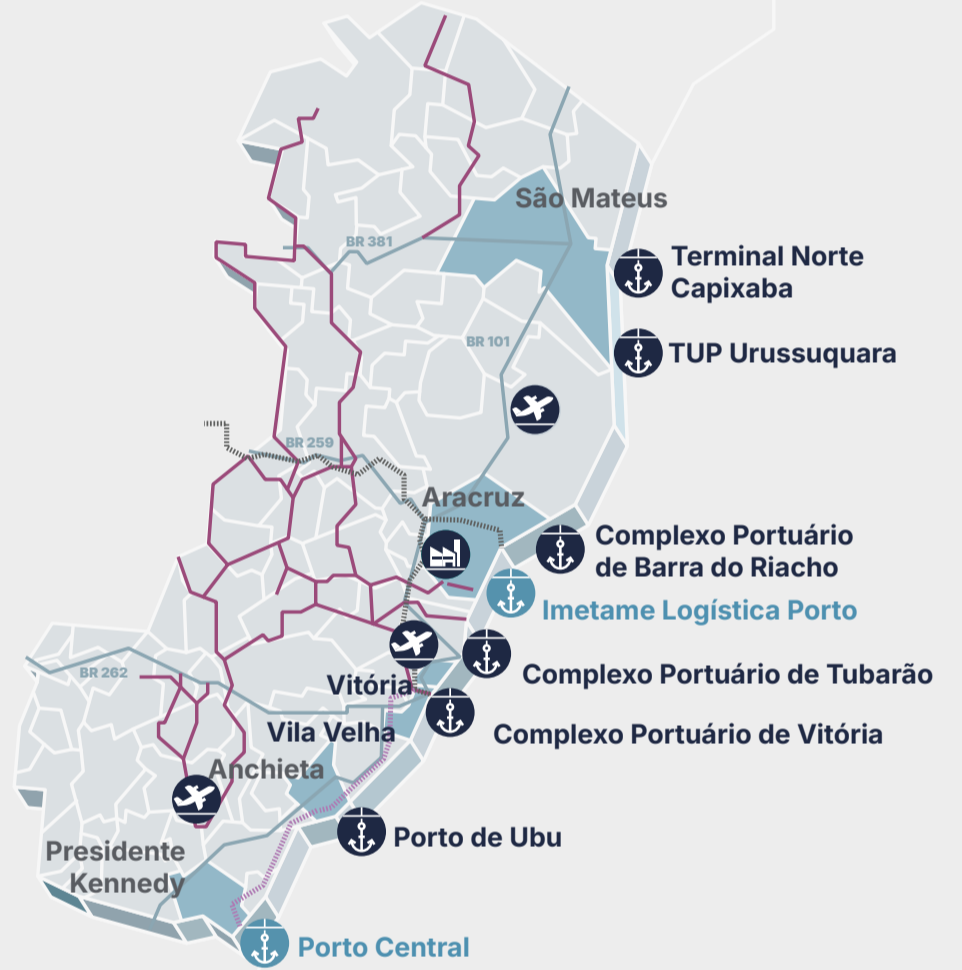 São Mateus
BR 381
Terminal Norte
Capixaba
BR 101
TUP Urussuquara
BR 259
Aracruz
Complexo Portuário
de Barra do Riacho
Imetame Logística Porto
BR 262
Complexo Portuário de Tubarão
Vitória
Vila Velha
Complexo Portuário de Vitória
Anchieta
Porto de Ubu
Presidente
Kennedy
Porto Central